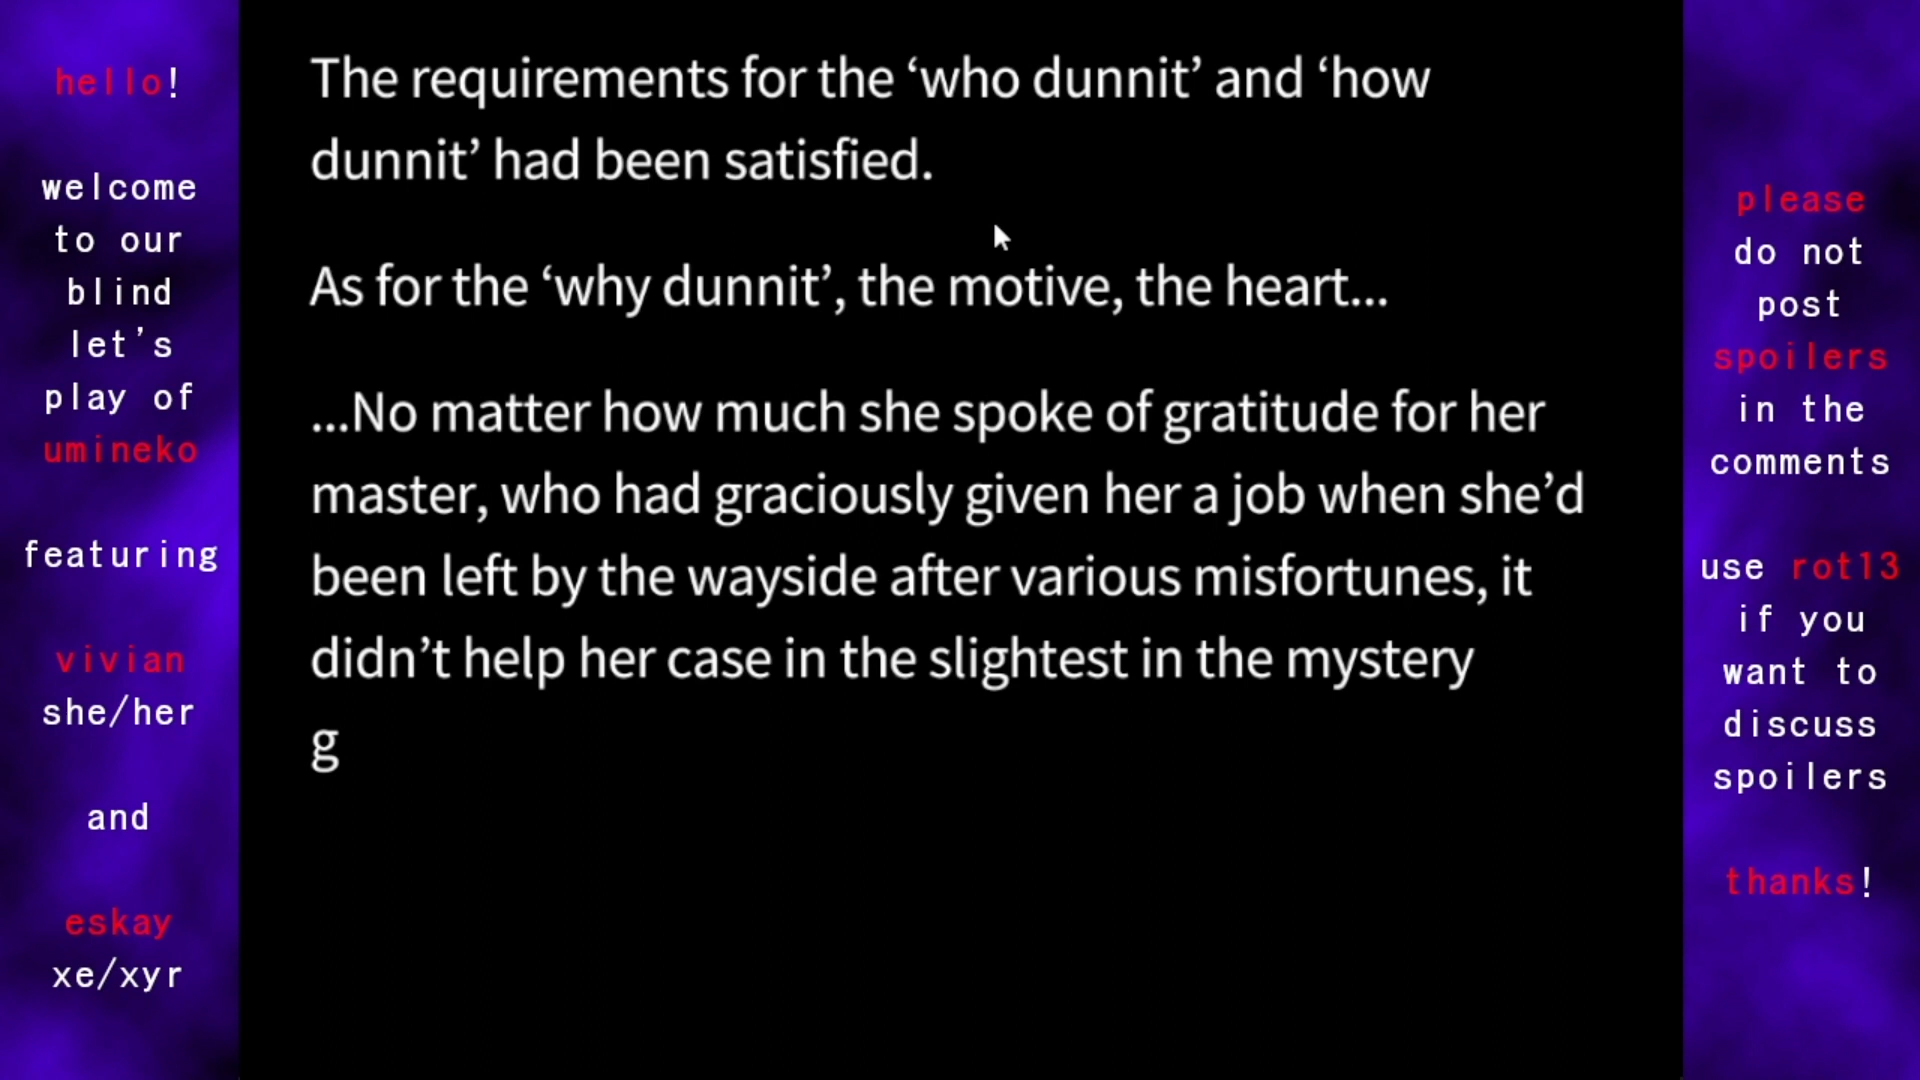 hello!
welcome
to our
blind
let's
play of
umineko
featuring
vivian
she/her
and
eskay
xe/xyr
The requirements for the ‘who dunnit’ and ‘how
dunnit’ had been satisfied.
As for the ‘why dunnit’, the motive, the heart...
...No matter how much she spoke of gratitude for her
master, who had graciously given her a job when she’d
been left by the wayside after various misfortunes, it
didn’t help her case in the slightest in the mystery
g
please
do not
post
spoilers
in the
comments
use rot13
if you
want to
discuss
spoilers
thanks!